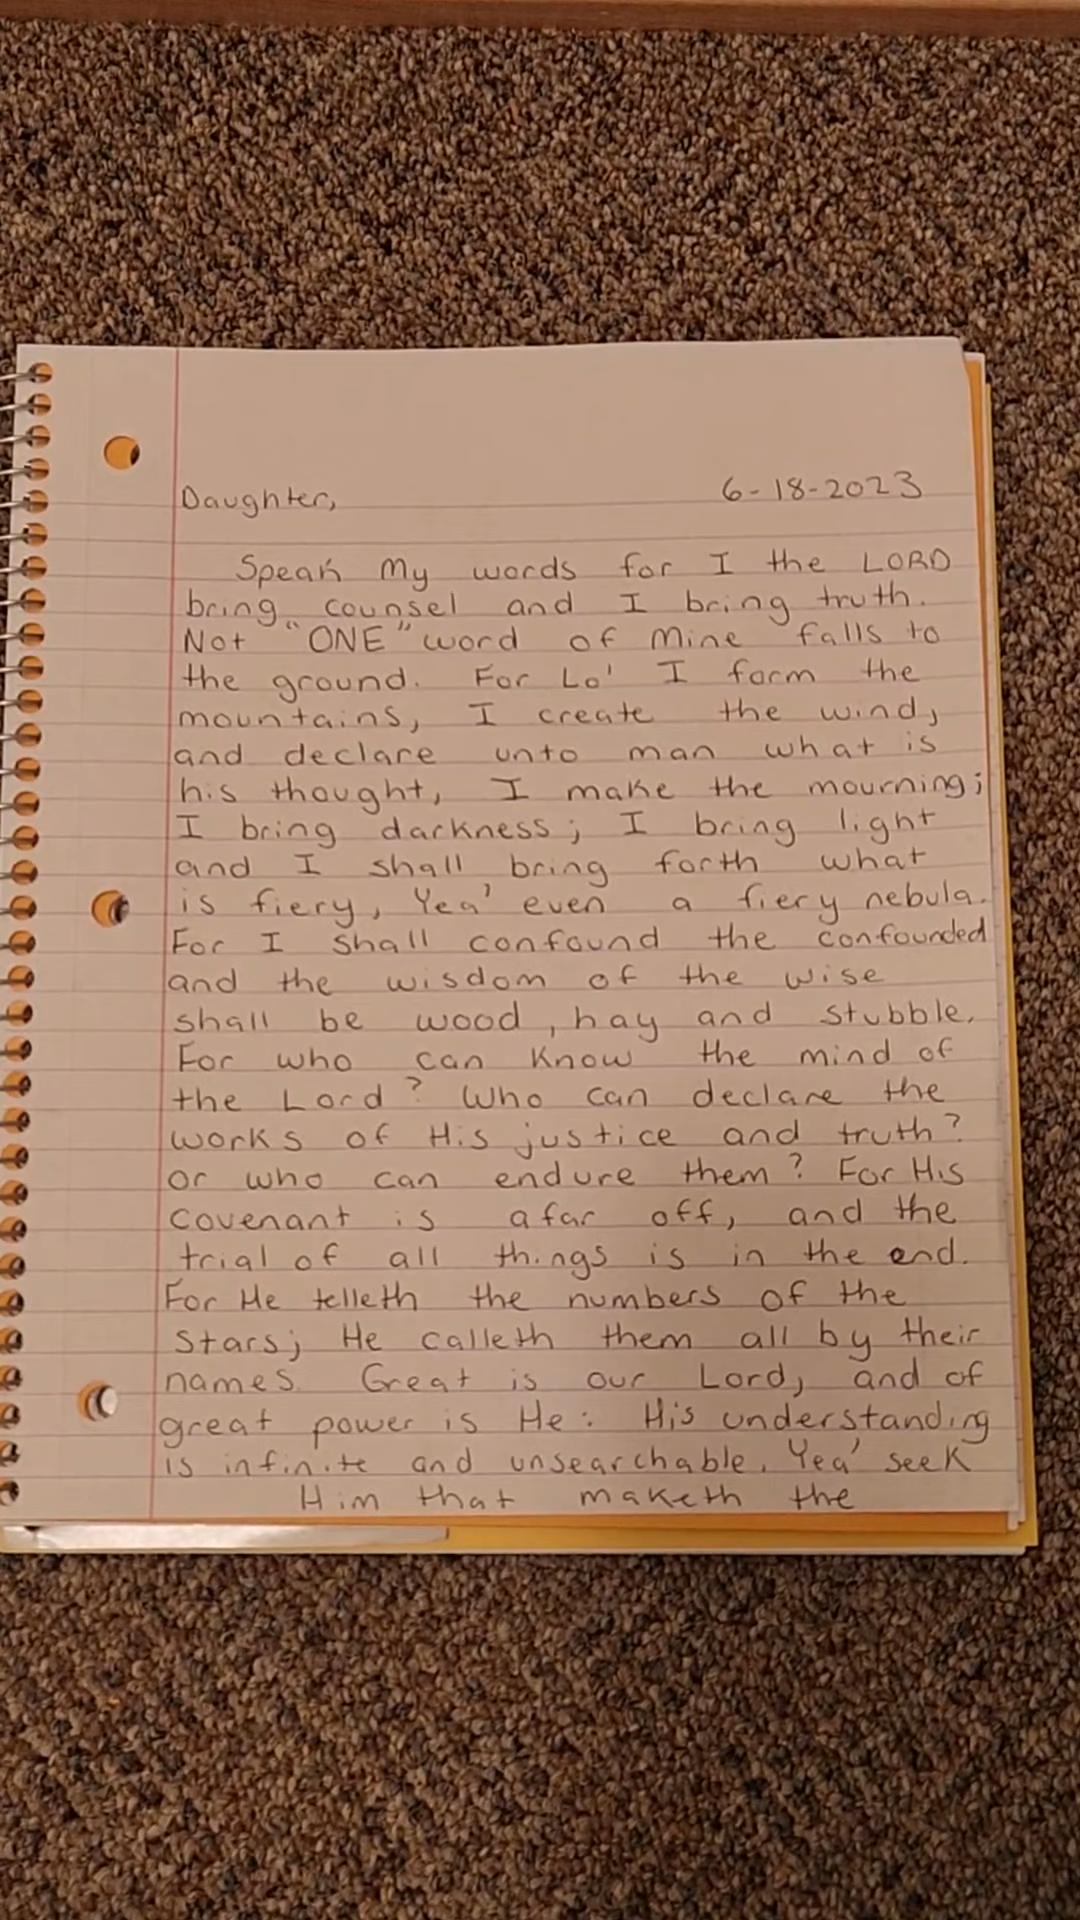 Daughter, 6-18-2023
Speak My words for I the LORD
bring counsel and I bring truth.
Not "ONE" word of Mine falls to
the ground. For Lo' I form the
mountains, I create the wind,
and declare unto man what is
his thought, I make the mourning;
I bring darkness; I bring light
and I shall bring forth what
is fiery, Yea' even a fiery nebula.
For I shall confound the confounded
and the wisdom of the wise
shall be wood, hay and stubble.
For who can know the mind of
the Lord? Who can declare the
works of His justice and truth?
or who can endure them? For His
covenant is afar off, and the
trial of all things is in the end.
For He telleth the numbers of the
stars; He calleth them all by their
names. Great is our Lord, and of
great power is He: His understanding
is infinite and unsearchable. Yea' seek
Him that maketh the